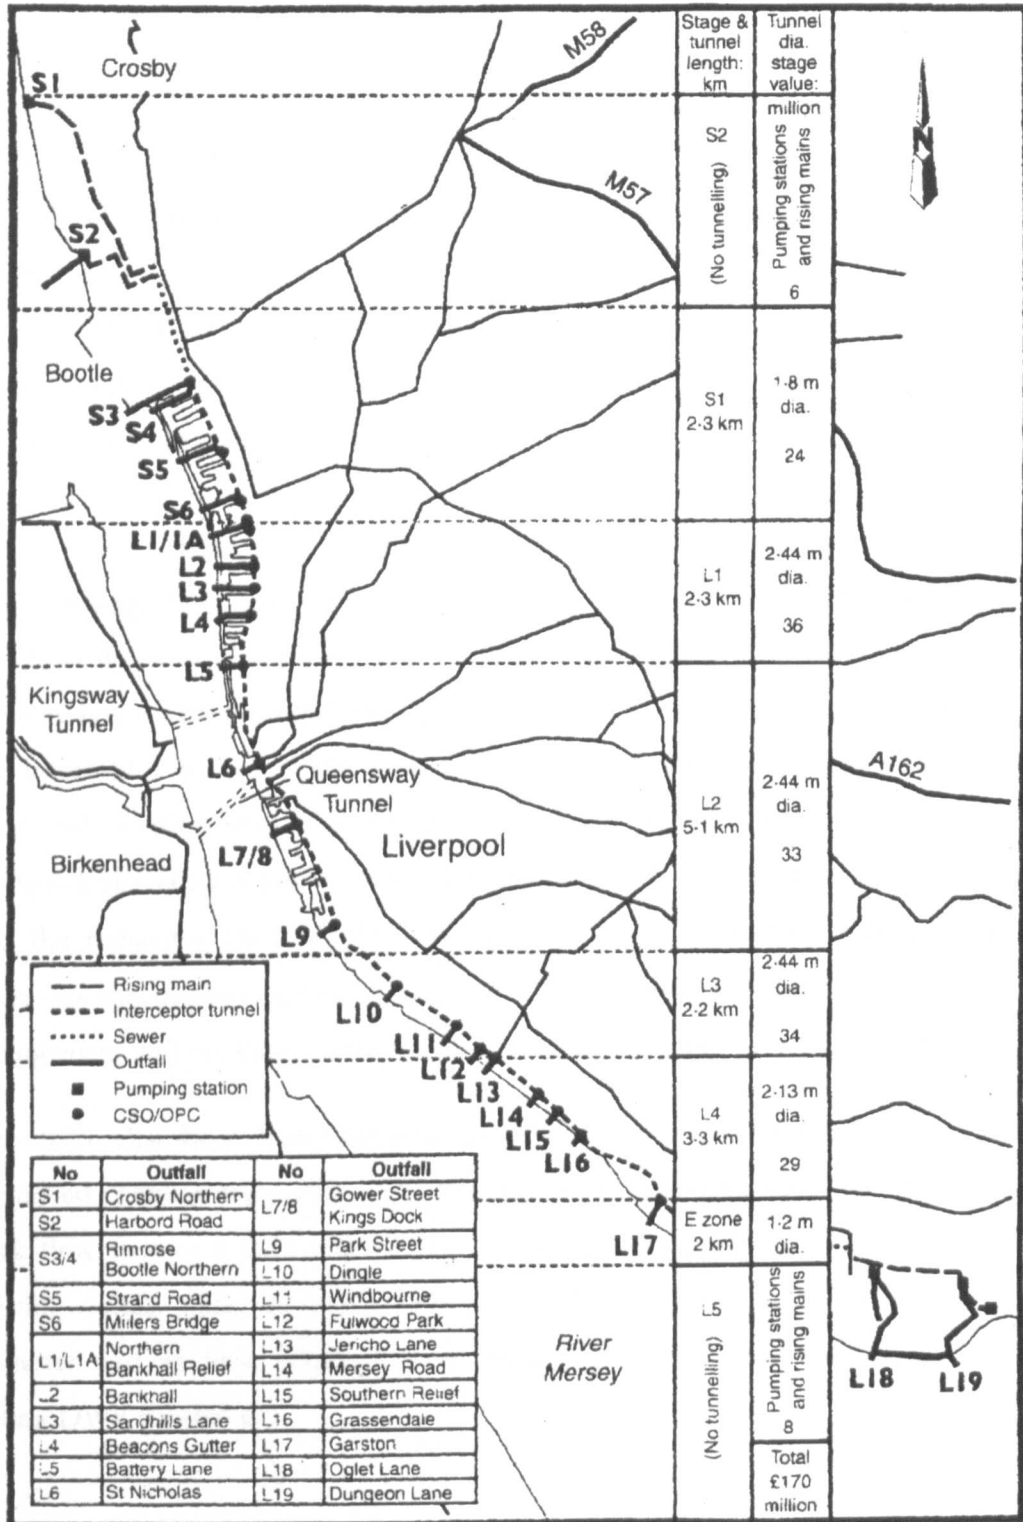 Crosby
S1
S2
Bootle
S3
S4
S5
S6
L1/1A
L2
L3
L4
L5
Kingsway
Tunnel
L6
Queensway
Tunnel
Birkenhead
L7/8
Liverpool
L9
L10
L11
L12
L13
L14
L15
L16
L17
River
Mersey
M58
M57
A162
N
L18
L19
Stage &
tunnel
length:
km
Tunnel
dia.
stage
value:
million
S2
(No tunnelling)
Pumping stations
and rising mains
6
S1
2·3 km
1·8 m
dia.
24
L1
2·3 km
2·44 m
dia.
36
L2
5·1 km
2·44 m
dia.
33
L3
2·2 km
2·44 m
dia.
34
L4
3·3 km
2·13 m
dia.
29
E zone
2 km
1·2 m
dia.
L5
(No tunnelling)
Pumping stations
and rising mains
8
Total
£170
million
Rising main
Interceptor tunnel
Sewer
Outfall
Pumping station
CSO/OPC
No Outfall No Outfall
S1 Crosby Northern
S2 Harbord Road
S3/4 Rimrose
Bootle Northern
S5 Strand Road
S6 Millers Bridge
L1/L1A Northern
Bankhall Relief
L2 Bankhall
L3 Sandhills Lane
L4 Beacons Gutter
L5 Battery Lane
L6 St Nicholas
L7/8 Gower Street
Kings Dock
L9 Park Street
L10 Dingle
L11 Windbourne
L12 Fulwood Park
L13 Jericho Lane
L14 Mersey Road
L15 Southern Relief
L16 Grassendale
L17 Garston
L18 Oglet Lane
L19 Dungeon Lane